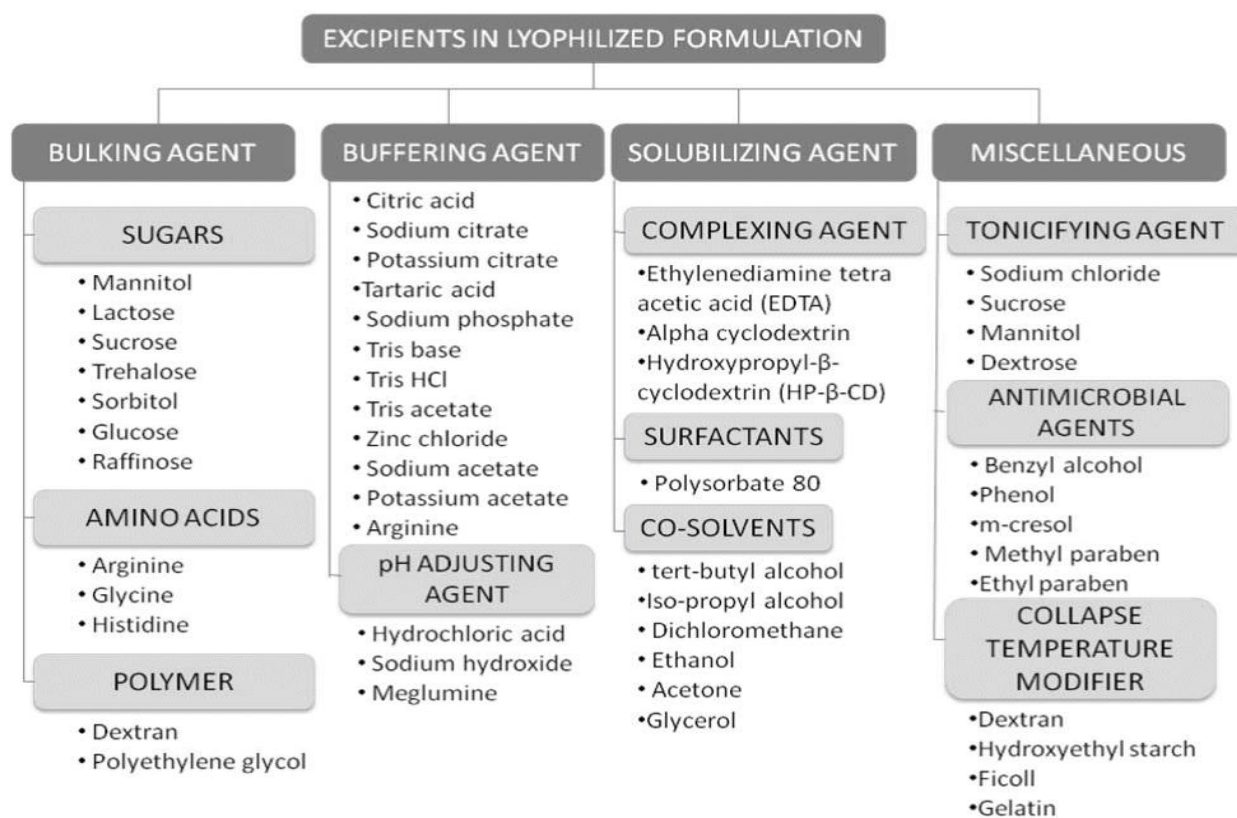 EXCIPIENTS IN LYOPHILIZED FORMULATION
BULKING AGENT
SUGARS
• Mannitol
• Lactose
• Sucrose
• Trehalose
• Sorbitol
• Glucose
• Raffinose
AMINO ACIDS
• Arginine
• Glycine
• Histidine
POLYMER
• Dextran
• Polyethylene glycol
BUFFERING AGENT
• Citric acid
• Sodium citrate
• Potassium citrate
•Tartaric acid
• Sodium phosphate
• Tris base
• Tris HCl
• Tris acetate
• Zinc chloride
• Sodium acetate
• Potassium acetate
• Arginine
pH ADJUSTING
AGENT
• Hydrochloric acid
• Sodium hydroxide
• Meglumine
SOLUBILIZING AGENT
COMPLEXING AGENT
•Ethylenediamine tetra
acetic acid (EDTA)
•Alpha cyclodextrin
•Hydroxypropyl-β-
cyclodextrin (HP-β-CD)
SURFACTANTS
• Polysorbate 80
CO-SOLVENTS
• tert-butyl alcohol
•Iso-propyl alcohol
• Dichloromethane
• Ethanol
• Acetone
•Glycerol
MISCELLANEOUS
TONICIFYING AGENT
• Sodium chloride
• Sucrose
• Mannitol
• Dextrose
ANTIMICROBIAL
AGENTS
• Benzyl alcohol
•Phenol
•m-cresol
• Methyl paraben
•Ethyl paraben
COLLAPSE
TEMPERATURE
MODIFIER
•Dextran
•Hydroxyethyl starch
•Ficoll
•Gelatin